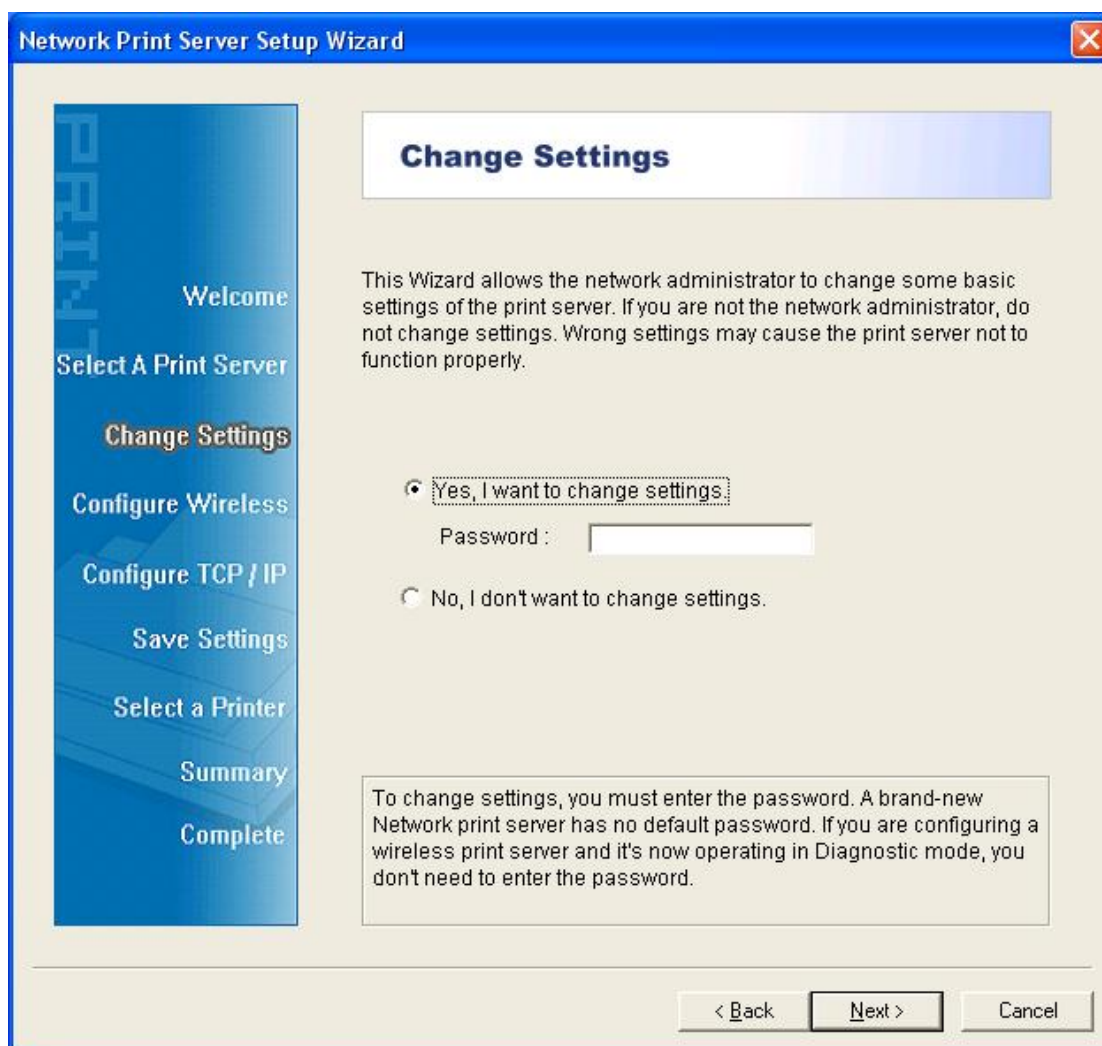 Network Print Server Setup Wizard
PRINT
Welcome
Select A Print Server
Change Settings
Configure Wireless
Configure TCP / IP
Save Settings
Select a Printer
Summary
Complete
Change Settings
This Wizard allows the network administrator to change some basic
settings of the print server. If you are not the network administrator, do
not change settings. Wrong settings may cause the print server not to
function properly.
Yes, I want to change settings.
Password :
No, I don't want to change settings.
To change settings, you must enter the password. A brand-new
Network print server has no default password. If you are configuring a
wireless print server and it's now operating in Diagnostic mode, you
don't need to enter the password.
< Back
Next >
Cancel